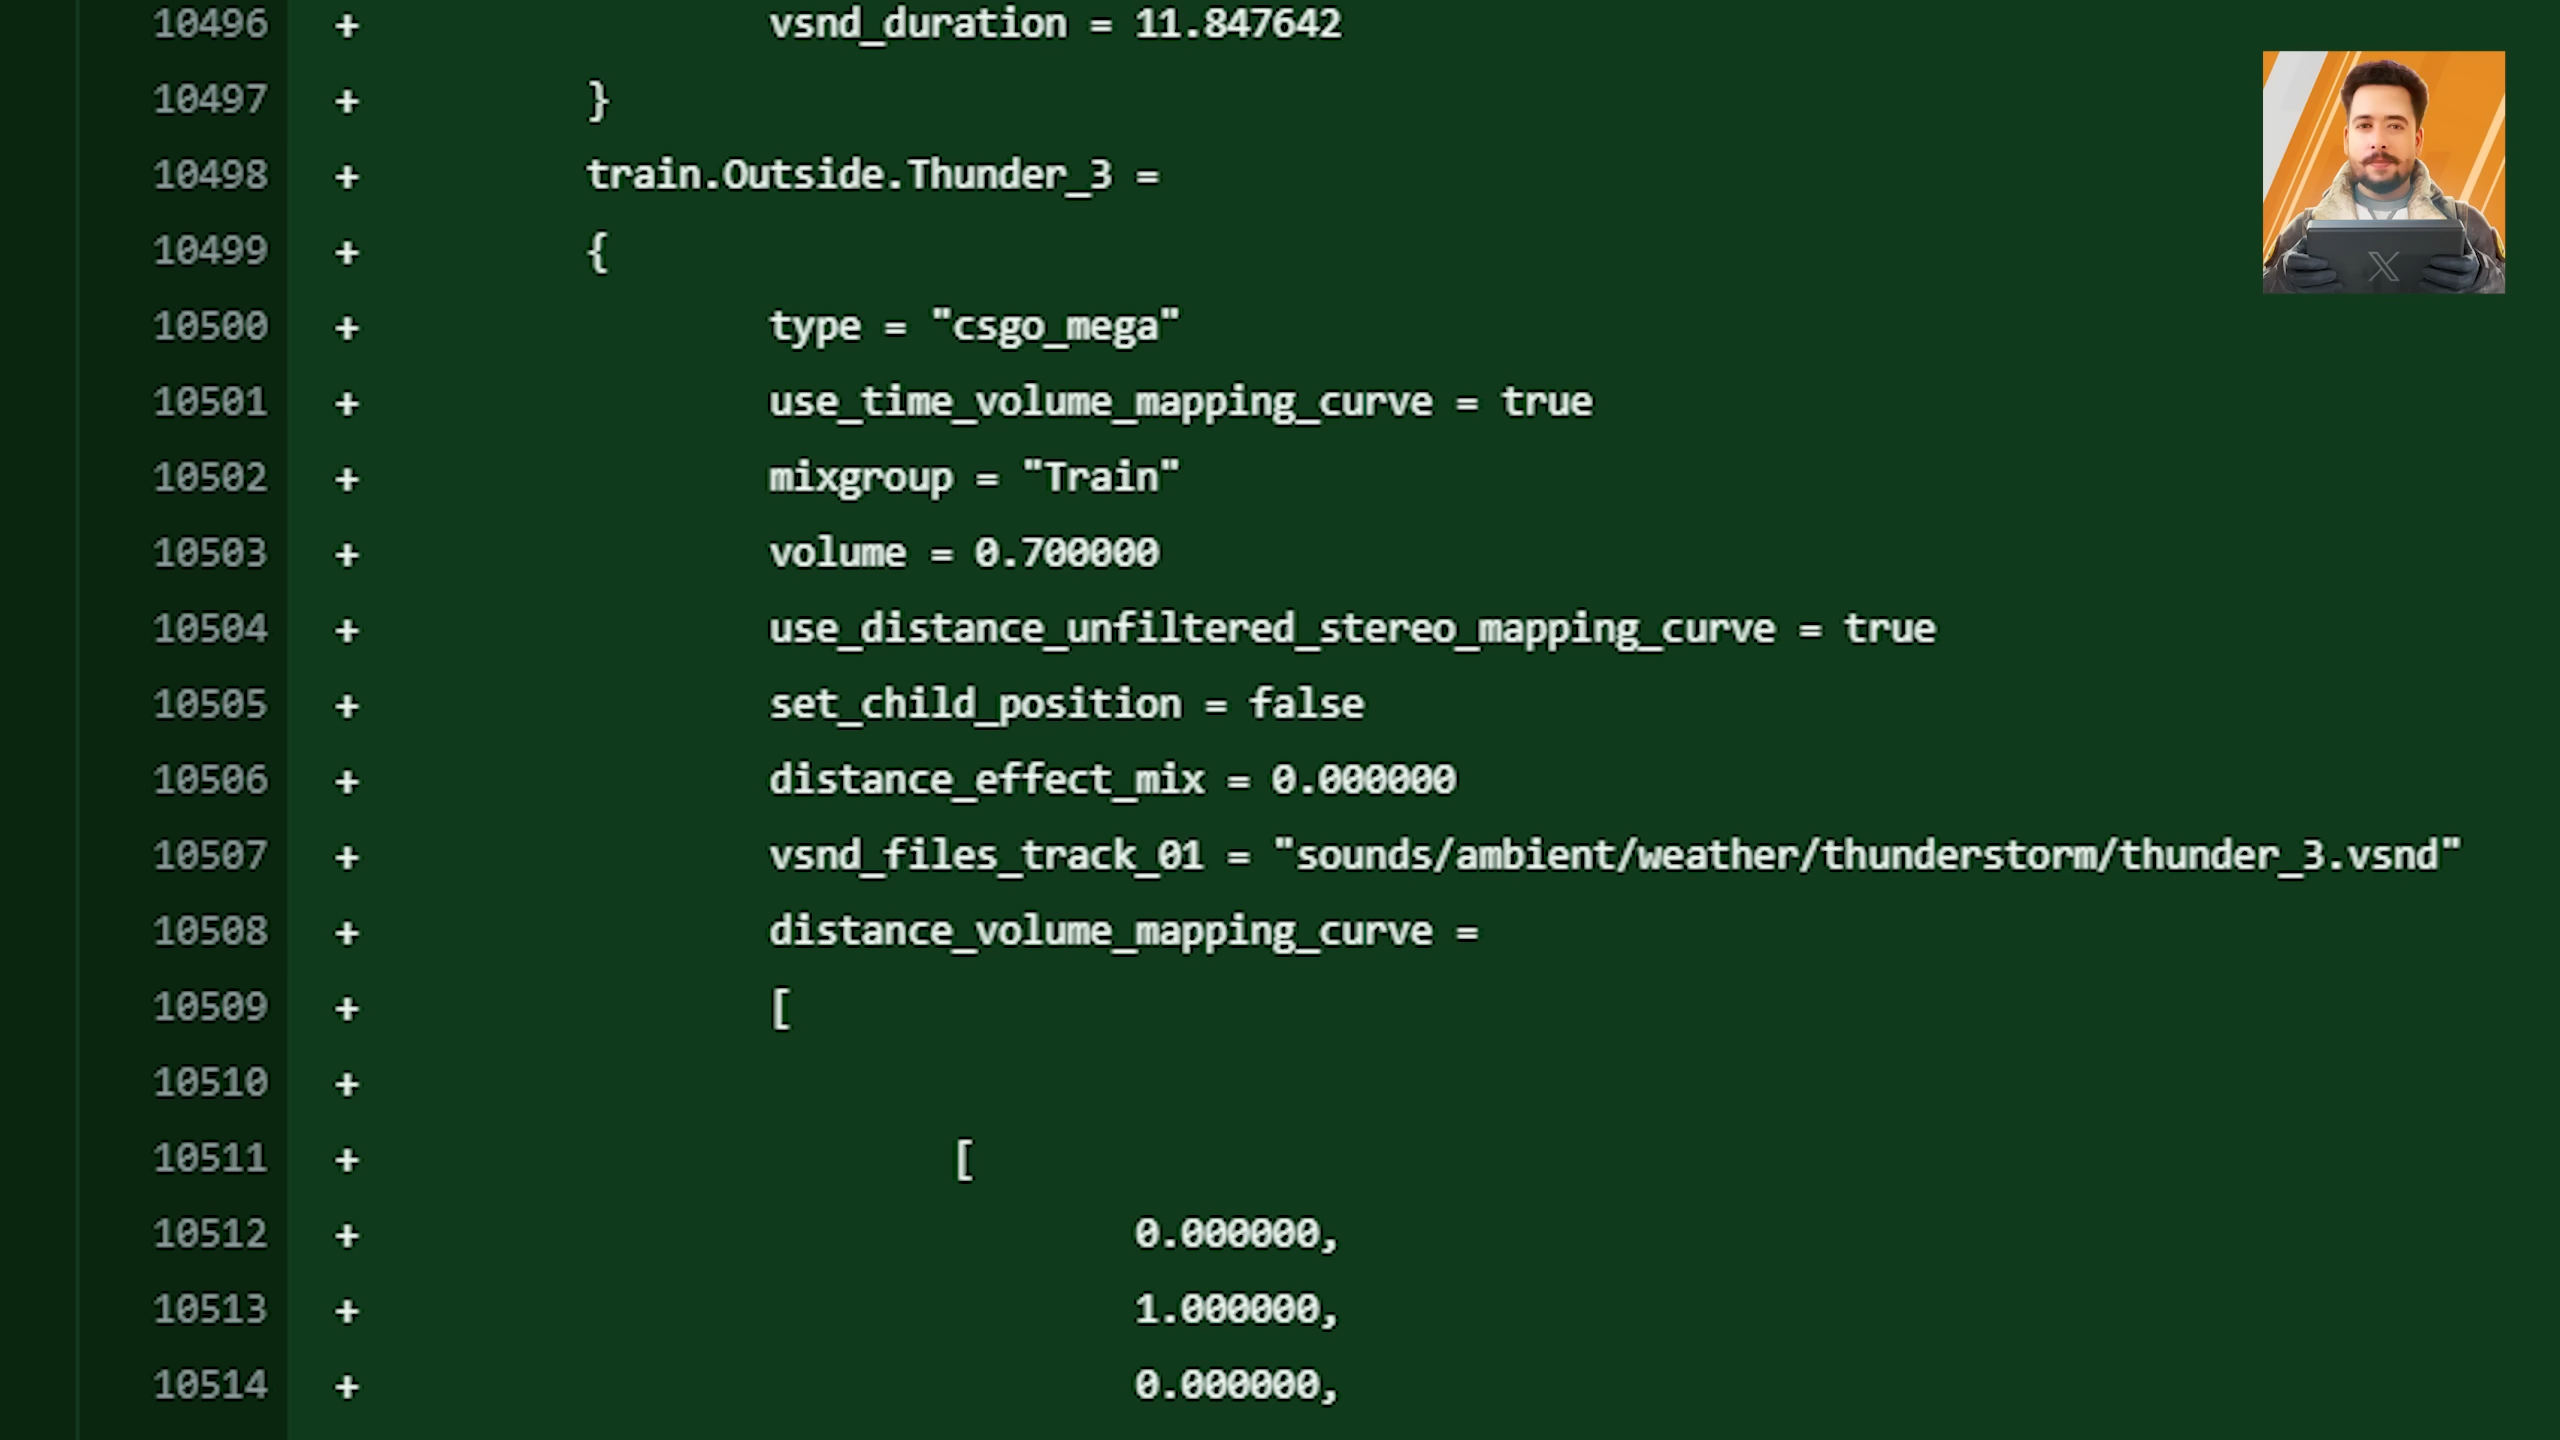 10496 + vsnd_duration = 11.847642
10497 + }
10498 + train.Outside.Thunder_3 =
10499 + {
10500 + type = "csgo_mega"
10501 + use_time_volume_mapping_curve = true
10502 + mixgroup = "Train"
10503 + volume = 0.700000
10504 + use_distance_unfiltered_stereo_mapping_curve = true
10505 + set_child_position = false
10506 + distance_effect_mix = 0.000000
10507 + vsnd_files_track_01 = "sounds/ambient/weather/thunderstorm/thunder_3.vsnd"
10508 + distance_volume_mapping_curve =
10509 + [
10510 +
10511 + [
10512 + 0.000000,
10513 + 1.000000,
10514 + 0.000000,
X